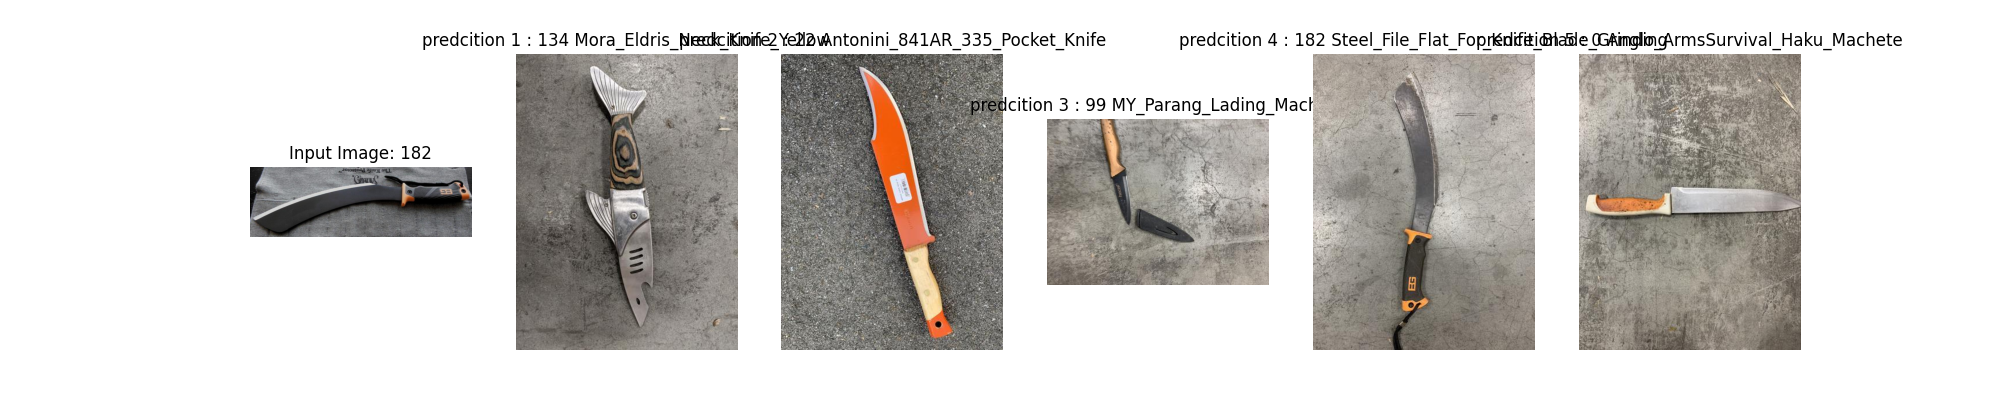 predcition 1 : 134 Mora_Eldris_Neck_Knife_Yellow
predcition 2 : 22 Antonini_841AR_335_Pocket_Knife
predcition 4 : 182 Steel_File_Flat_For_Knife_Blade_Grinding
predcition 5 : 0 Anglo_ArmsSurvival_Haku_Machete
predcition 3 : 99 MY_Parang_Lading_Mach
Input Image: 182